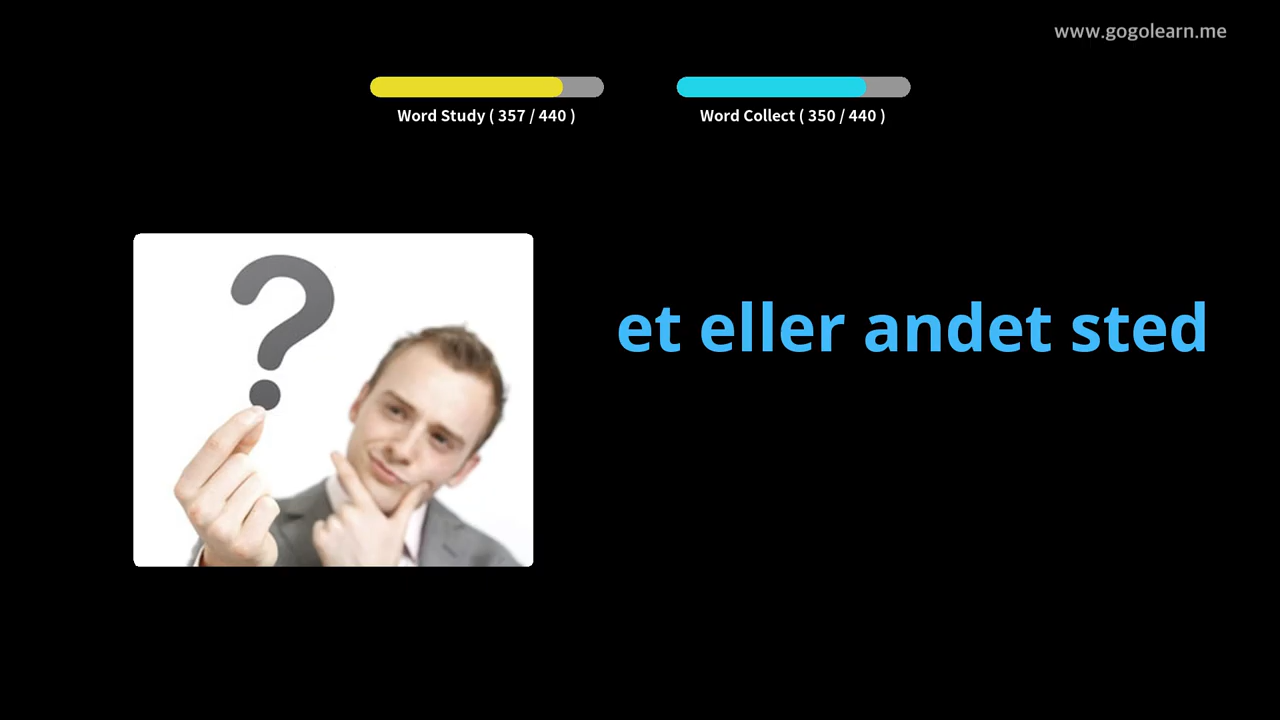 www.gogolearn.me
Word Study ( 357 / 440 )
Word Collect ( 350 / 440 )
?
et eller andet sted